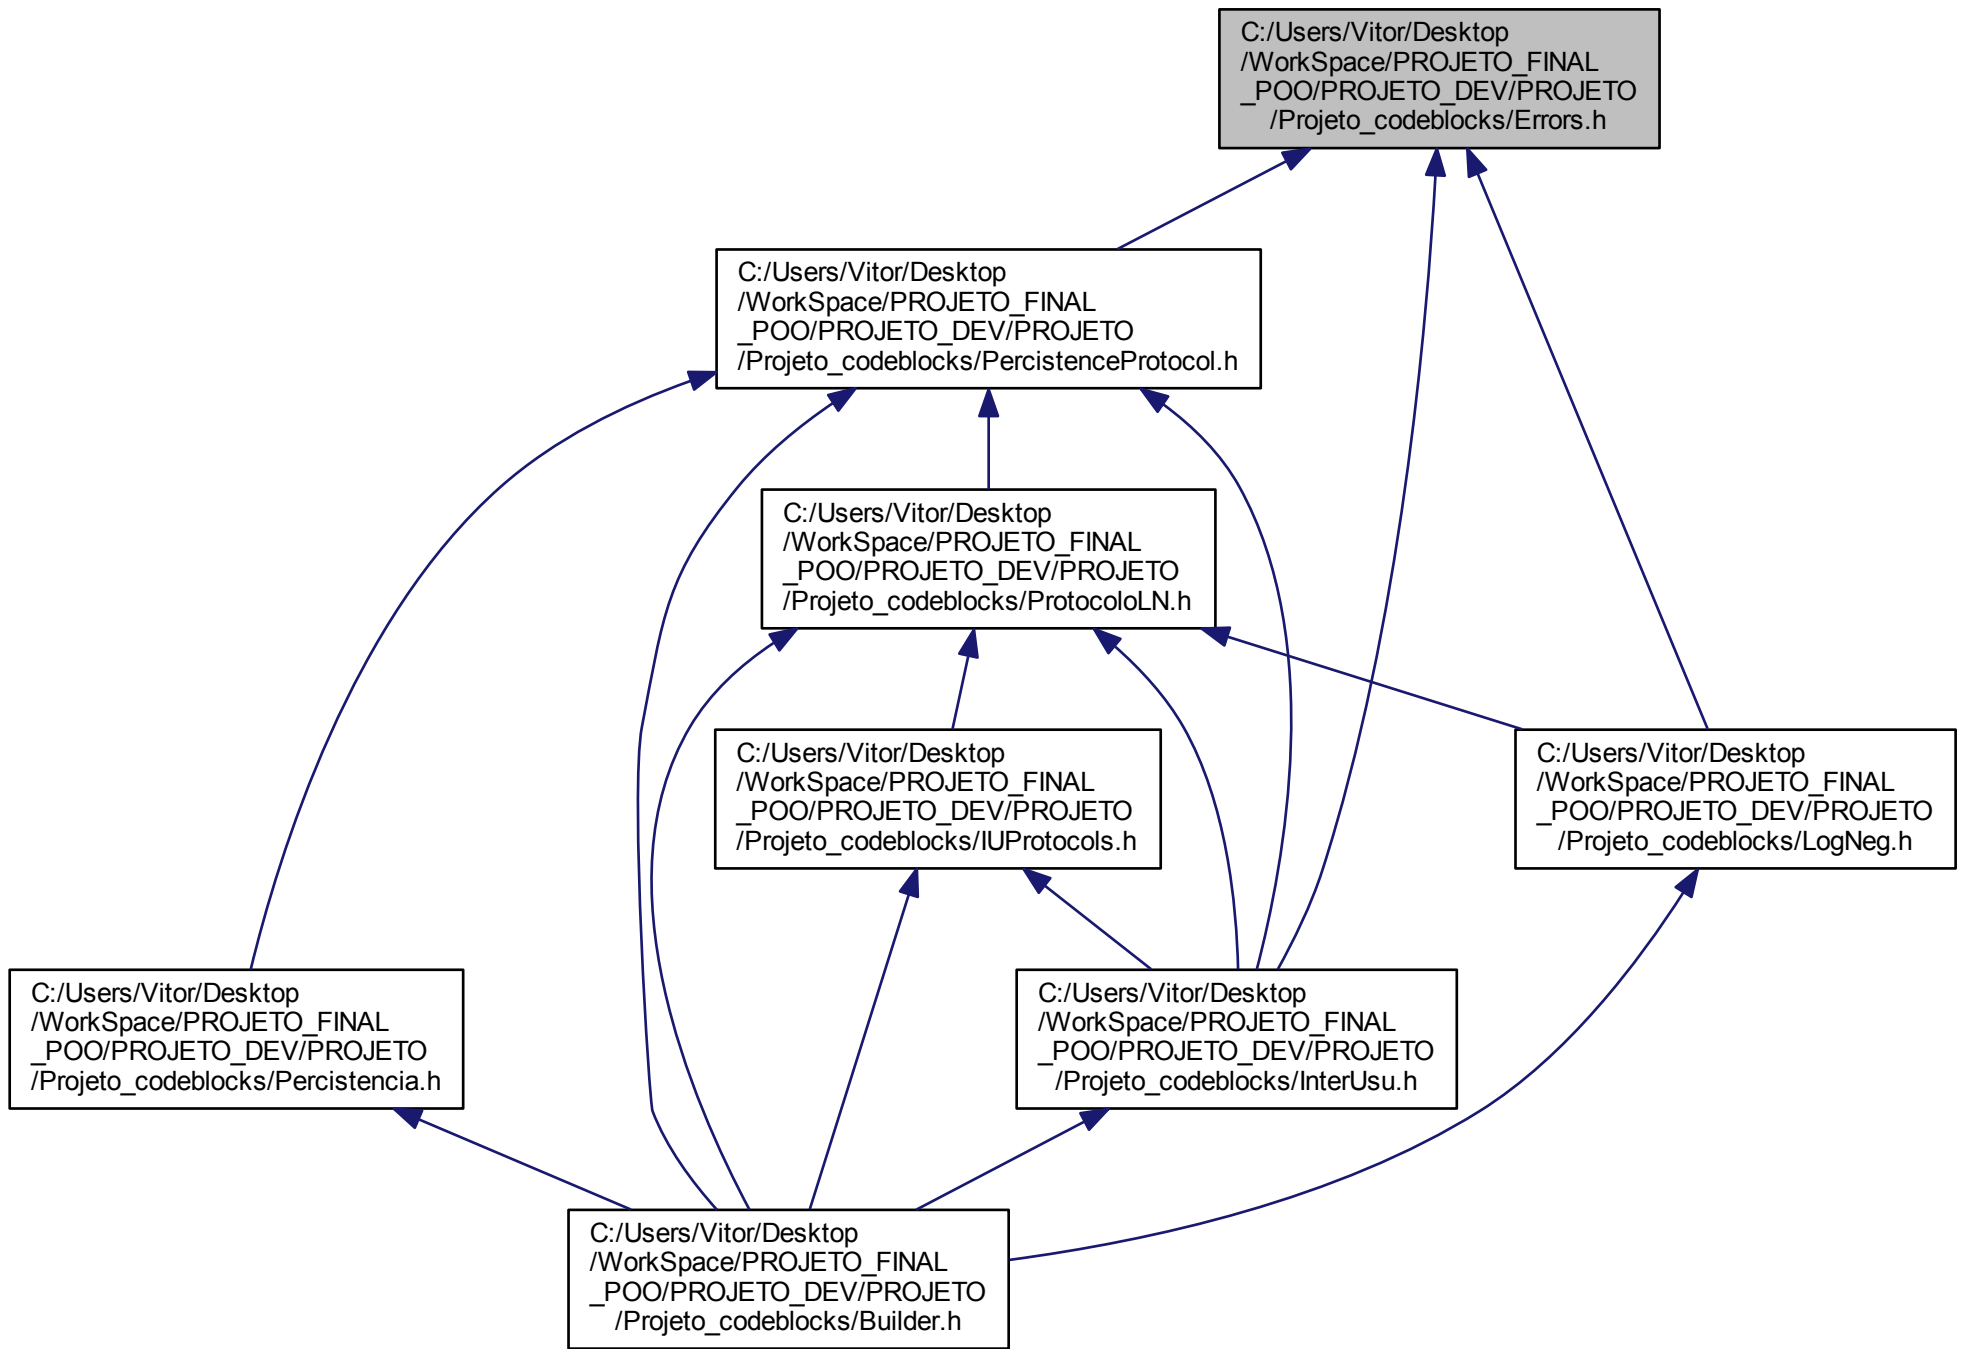 C:/Users/Vitor/Desktop
/WorkSpace/PROJETO_FINAL
_POO/PROJETO_DEV/PROJETO
/Projeto_codeblocks/Errors.h
C:/Users/Vitor/Desktop
/WorkSpace/PROJETO_FINAL
_POO/PROJETO_DEV/PROJETO
/Projeto_codeblocks/PercistenceProtocol.h
C:/Users/Vitor/Desktop
/WorkSpace/PROJETO_FINAL
_POO/PROJETO_DEV/PROJETO
/Projeto_codeblocks/ProtocoloLN.h
C:/Users/Vitor/Desktop
/WorkSpace/PROJETO_FINAL
_POO/PROJETO_DEV/PROJETO
/Projeto_codeblocks/IUProtocols.h
C:/Users/Vitor/Desktop
/WorkSpace/PROJETO_FINAL
_POO/PROJETO_DEV/PROJETO
/Projeto_codeblocks/LogNeg.h
C:/Users/Vitor/Desktop
/WorkSpace/PROJETO_FINAL
_POO/PROJETO_DEV/PROJETO
/Projeto_codeblocks/Percistencia.h
C:/Users/Vitor/Desktop
/WorkSpace/PROJETO_FINAL
_POO/PROJETO_DEV/PROJETO
/Projeto_codeblocks/InterUsu.h
C:/Users/Vitor/Desktop
/WorkSpace/PROJETO_FINAL
_POO/PROJETO_DEV/PROJETO
/Projeto_codeblocks/Builder.h